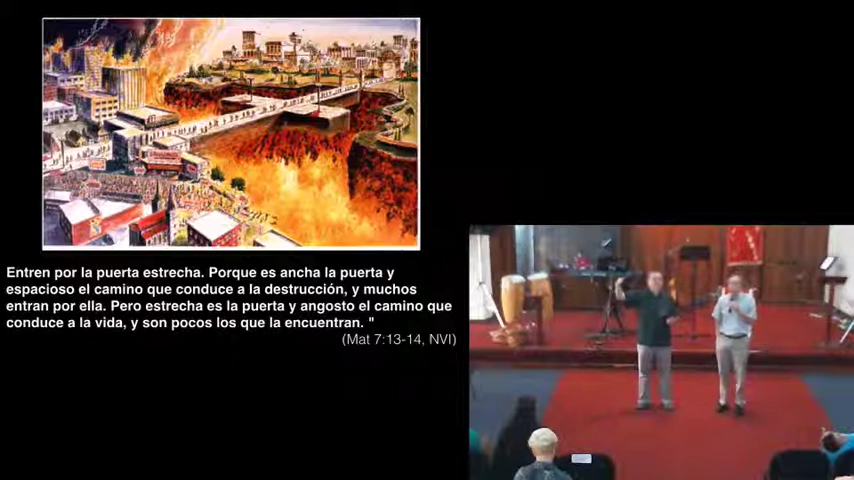 Entren por la puerta estrecha. Porque es ancha la puerta y
espacioso el camino que conduce a la destrucción, y muchos
entran por ella. Pero estrecha es la puerta y angosto el camino que
conduce a la vida, y son pocos los que la encuentran. "
(Mat 7:13-14, NVI)